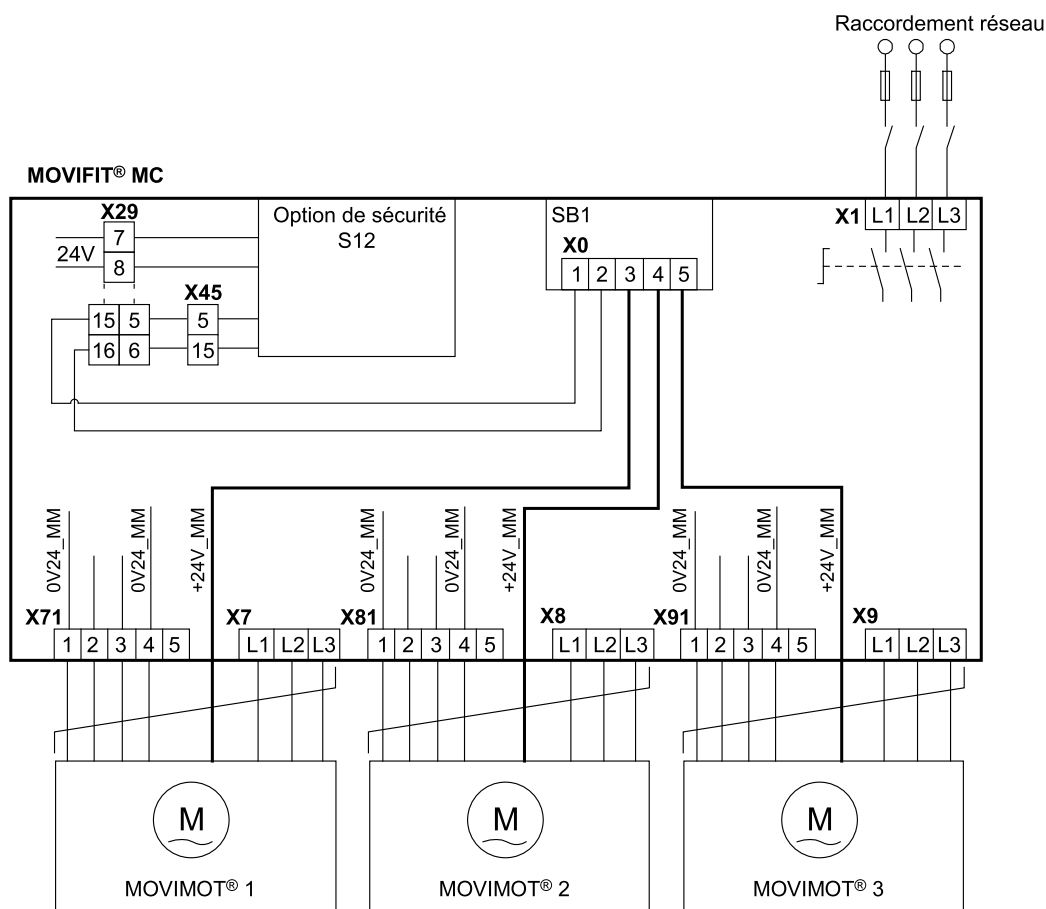 Raccordement réseau
MOVIFIT® MC
X29
7
24V
8
15 5
16 6
X45
5
15
Option de sécurité
S12
SB1
X0
1 2 3 4 5
X1 L1 L2 L3
0V24_MM
0V24_MM
+24V_MM
0V24_MM
0V24_MM
+24V_MM
0V24_MM
0V24_MM
+24V_MM
X71
1 2 3 4 5
X7
L1 L2 L3
X81
1 2 3 4 5
X8
L1 L2 L3
X91
1 2 3 4 5
X9
L1 L2 L3
M
MOVIMOT® 1
M
MOVIMOT® 2
M
MOVIMOT® 3